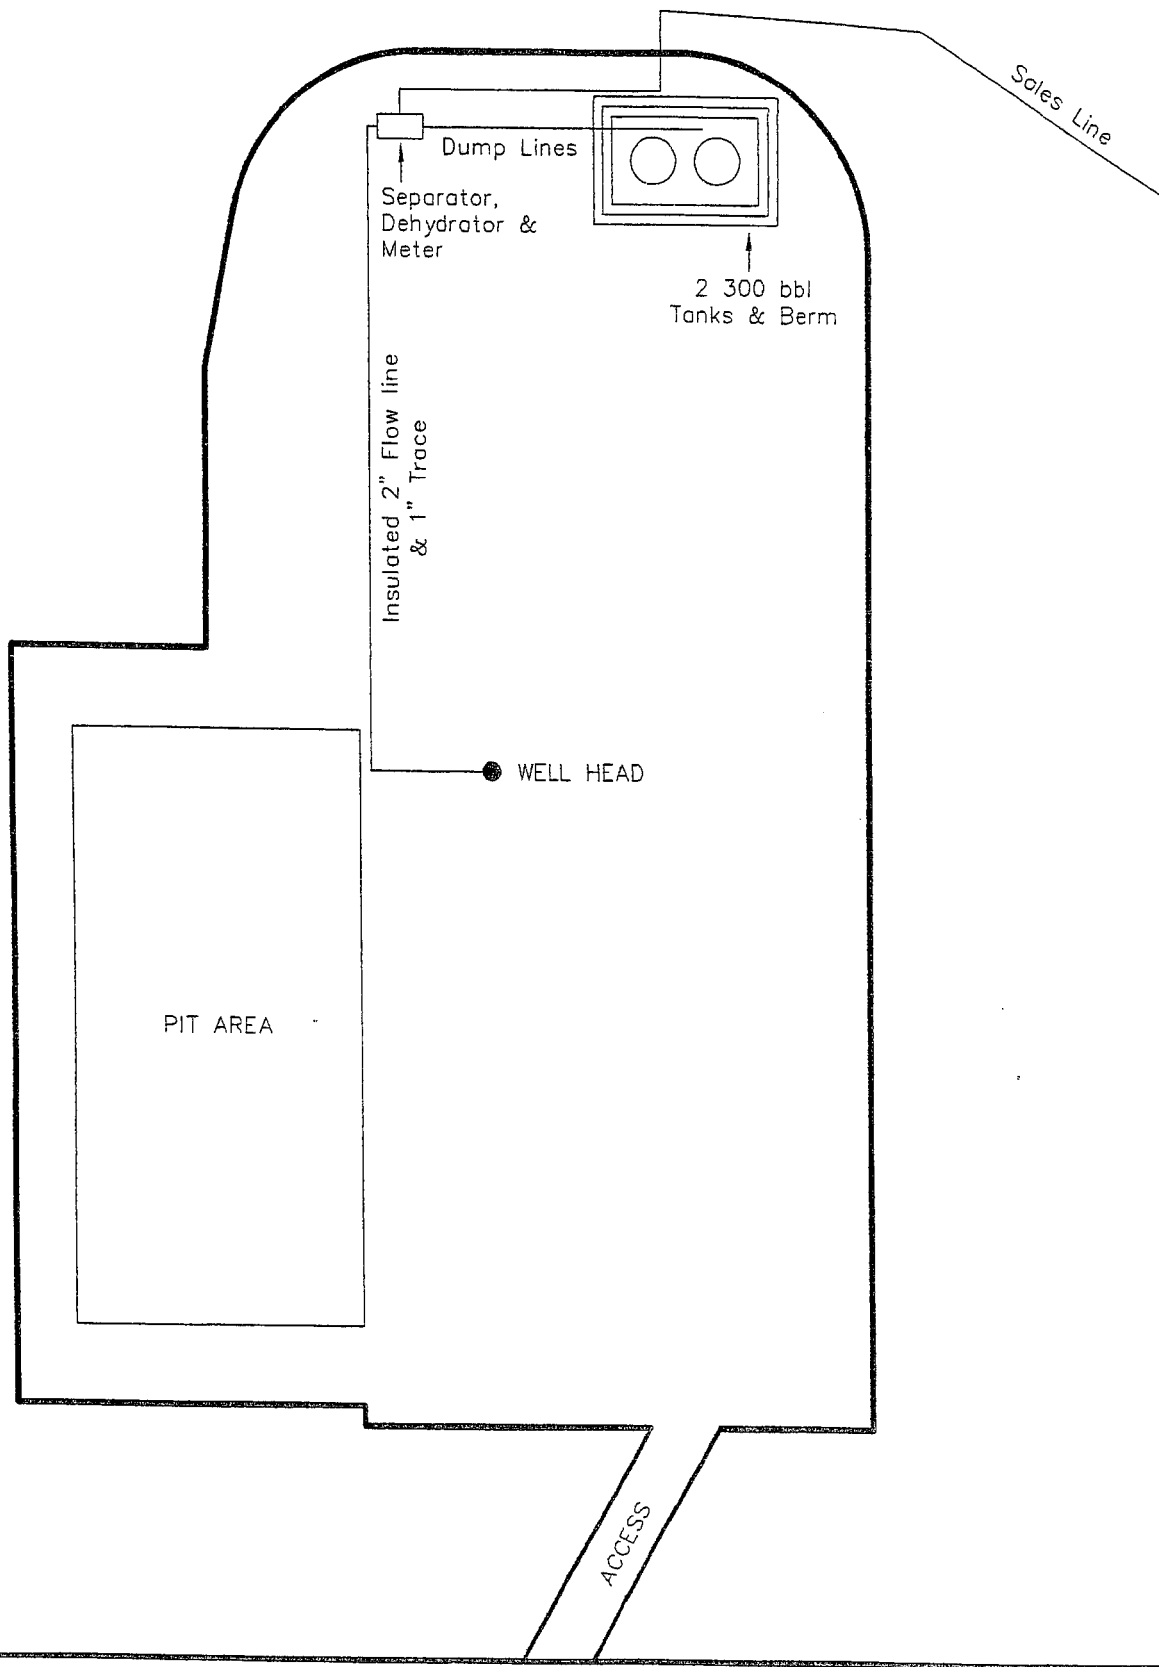 Sales Line
Dump Lines
Separator,
Dehydrator &
Meter
2 300 bbl
Tanks & Berm
Insulated 2" Flow line
& 1" Trace
WELL HEAD
PIT AREA
ACCESS